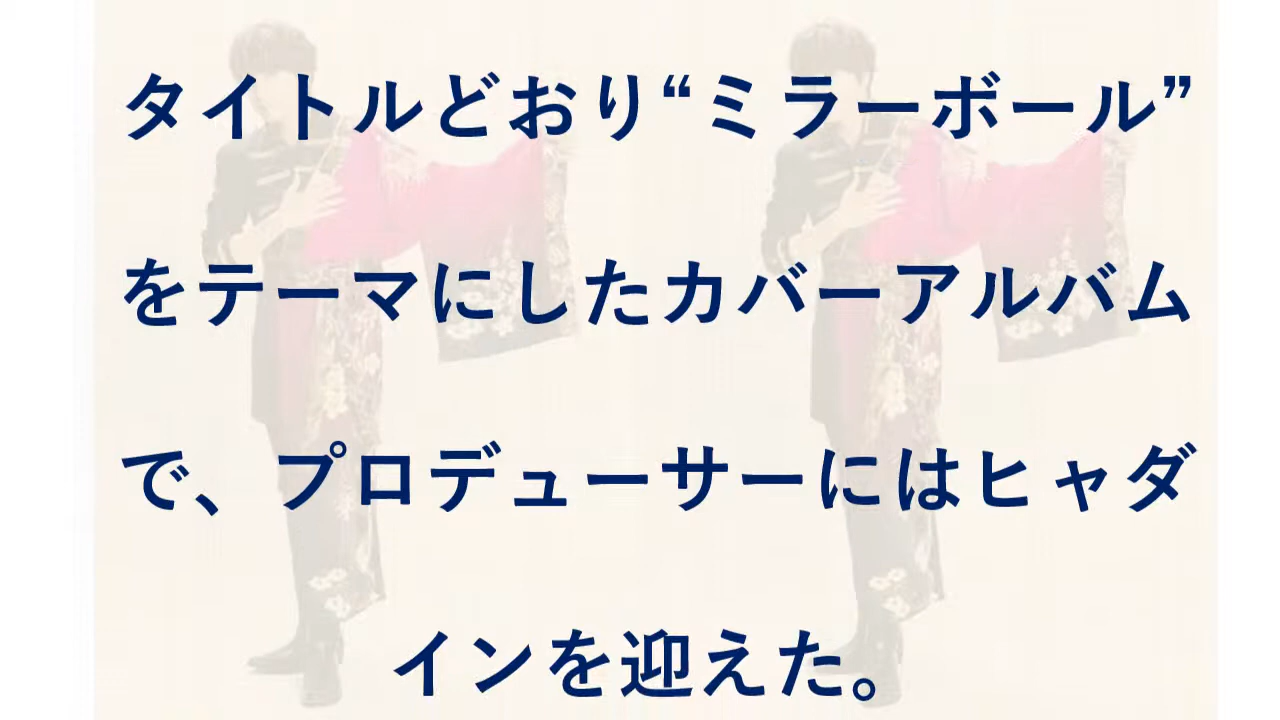 タイトルどおり“ミラーボール”
をテーマにしたカバーアルバム
で、プロデューサーにはヒャダ
インを迎えた。